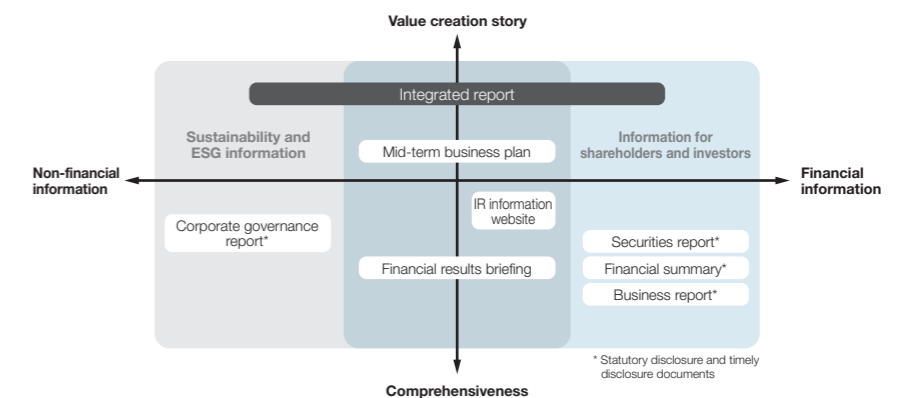 Value creation story
Integrated report
Sustainability and
ESG information
Mid-term business plan
Information for
shareholders and investors
Non-financial
information
Financial
information
IR information
website
Corporate governance
report*
Securities report*
Financial results briefing
Financial summary*
Business report*
* Statutory disclosure and timely
disclosure documents
Comprehensiveness